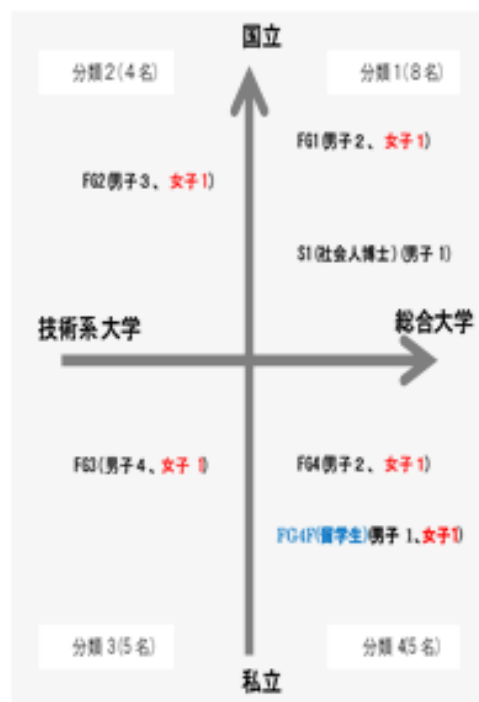 国立
分類2(4名)
分類1(8名)
FG1(男子2、女子1)
FG2(男子3、女子1)
S1(社会人博士)(男子1)
技術系大学
総合大学
FG3(男子4、女子1)
FG4(男子2、女子1)
FG4F(留学生)(男子1、女子1)
分類3(5名)
分類4(5名)
私立